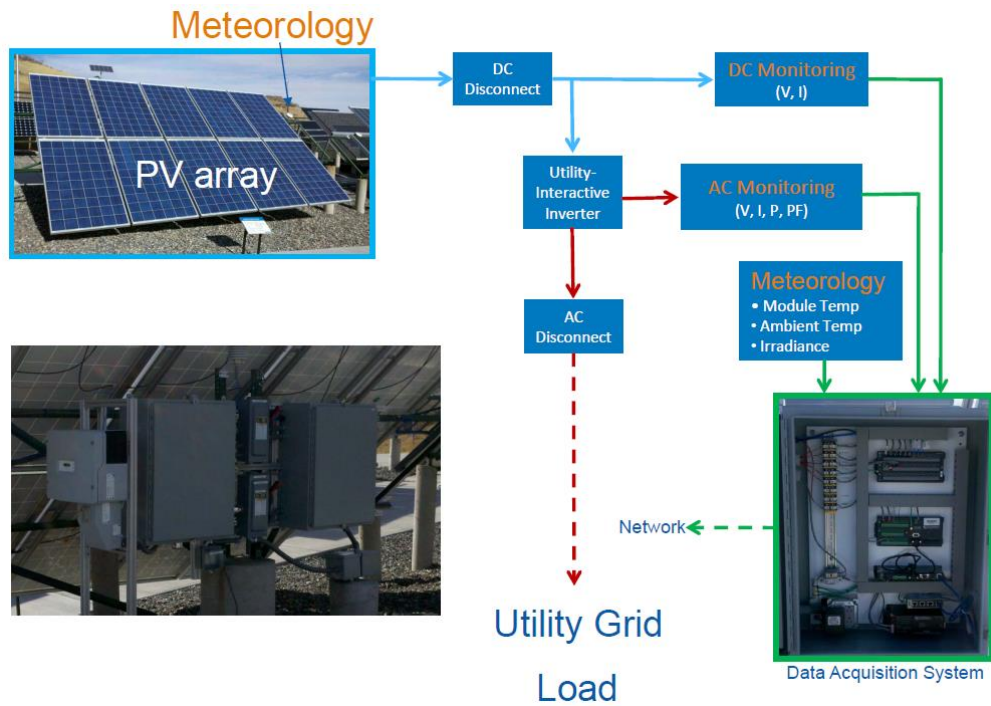 Meteorology
PV array
DC
Disconnect
DC Monitoring
(V, I)
Utility-
Interactive
Inverter
AC Monitoring
(V, I, P, PF)
Meteorology
• Module Temp
• Ambient Temp
• Irradiance
AC
Disconnect
Network
Utility Grid
Load
Data Acquisition System